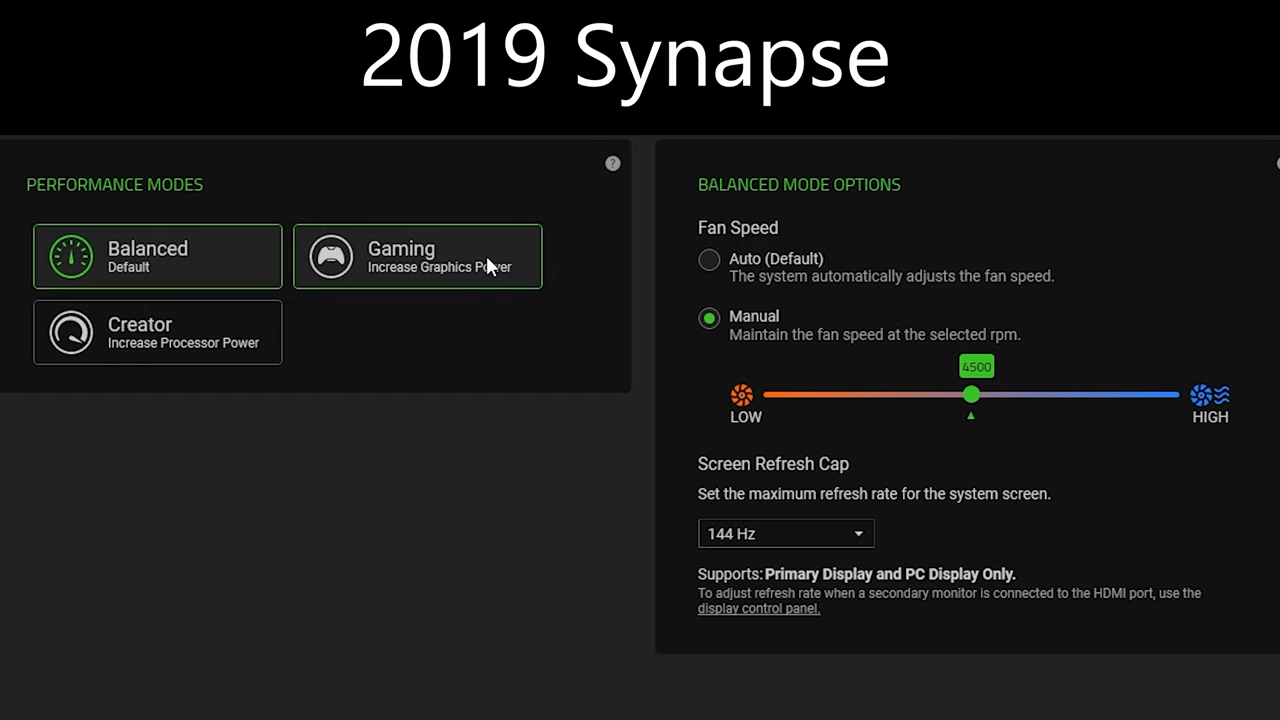 2019 Synapse
?
PERFORMANCE MODES
Balanced
Default
Gaming
Increase Graphics Power
Creator
Increase Processor Power
BALANCED MODE OPTIONS
Fan Speed
Auto (Default)
The system automatically adjusts the fan speed.
Manual
Maintain the fan speed at the selected rpm.
4500
LOW
HIGH
Screen Refresh Cap
Set the maximum refresh rate for the system screen.
144 Hz
Supports: Primary Display and PC Display Only.
To adjust refresh rate when a secondary monitor is connected to the HDMI port, use the
display control panel.